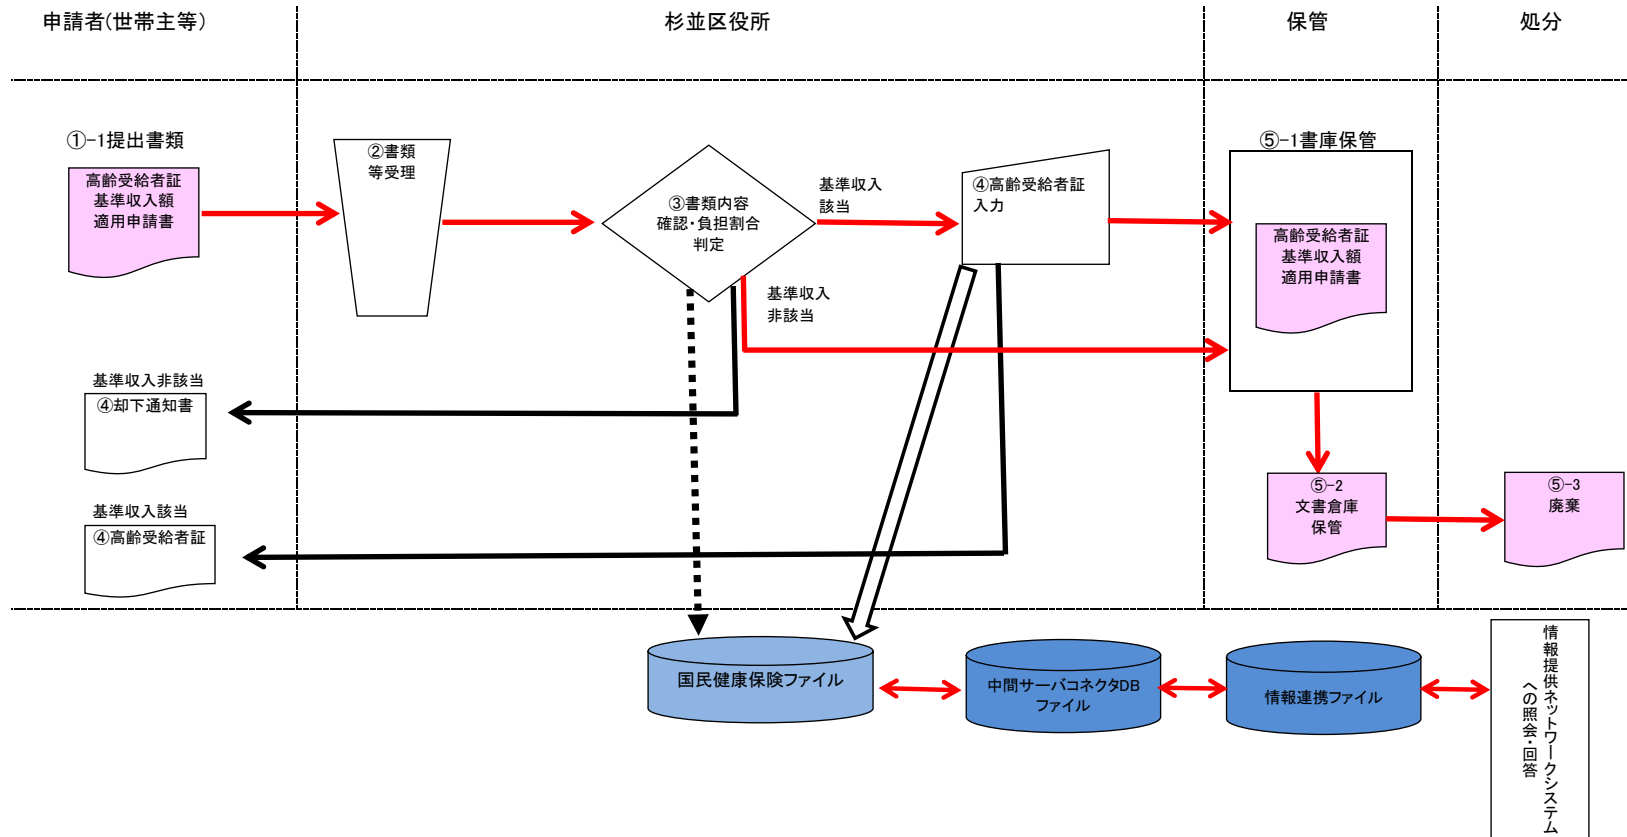 申請者(世帯主等)
杉並区役所
保管
処分
①-1提出書類
高齢受給者証
基準収入額
適用申請書
②書類
等受理
③書類内容
確認・負担割合
判定
基準収入
該当
④高齢受給者証
入力
基準収入
非該当
⑤-1書庫保管
高齢受給者証
基準収入額
適用申請書
基準収入非該当
④却下通知書
基準収入該当
④高齢受給者証
⑤-2
文書倉庫
保管
⑤-3
廃棄
国民健康保険ファイル
中間サーバコネクタDB
ファイル
情報連携ファイル
情報提供ネットワークシステム
への照会・回答